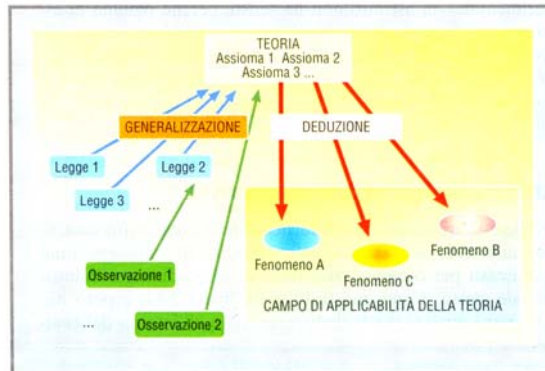 TEORIA
Assioma 1 Assioma 2
Assioma 3 ...
GENERALIZZAZIONE
DEDUZIONE
Legge 1
Legge 2
Legge 3
...
Osservazione 1
...
Osservazione 2
Fenomeno A
Fenomeno C
Fenomeno B
CAMPO DI APPLICABILITÀ DELLA TEORIA